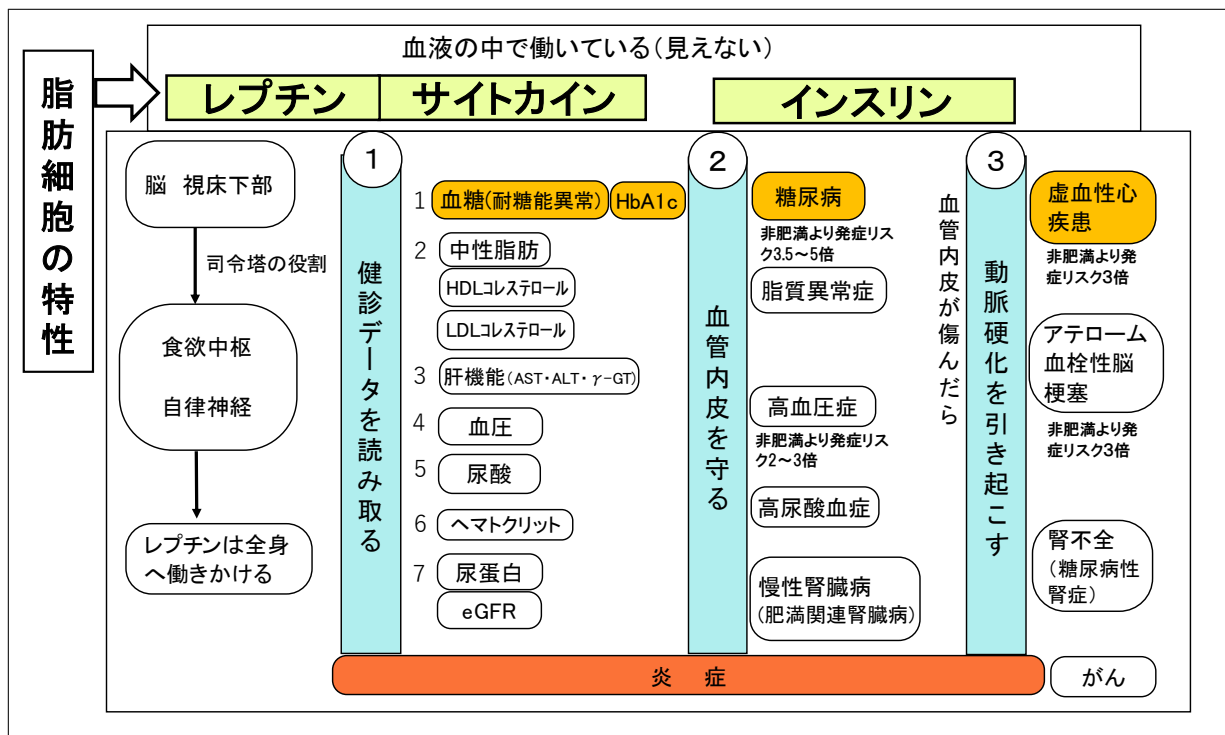 脂肪細胞の特性
血液の中で働いている(見えない)
レプチン
サイトカイン
インスリン
脳 視床下部
司令塔の役割
食欲中枢
自律神経
レプチンは全身
へ働きかける
1
健診データを読み取る
1 血糖(耐糖能異常) HbA1c
2 中性脂肪
HDLコレステロール
LDLコレステロール
3 肝機能(AST・ALT・γ-GT)
4 血圧
5 尿酸
6 ヘマトクリット
7 尿蛋白
eGFR
2
血管内皮を守る
糖尿病
非肥満より発症リス
ク3.5~5倍
脂質異常症
高血圧症
非肥満より発症リス
ク2~3倍
高尿酸血症
慢性腎臓病
(肥満関連腎臓病)
血管内皮が傷んだら
3
動脈硬化を引き起こす
虚血性心
疾患
非肥満より発
症リスク3倍
アテローム
血栓性脳
梗塞
非肥満より発
症リスク3倍
腎不全
(糖尿病性
腎症)
炎 症
がん